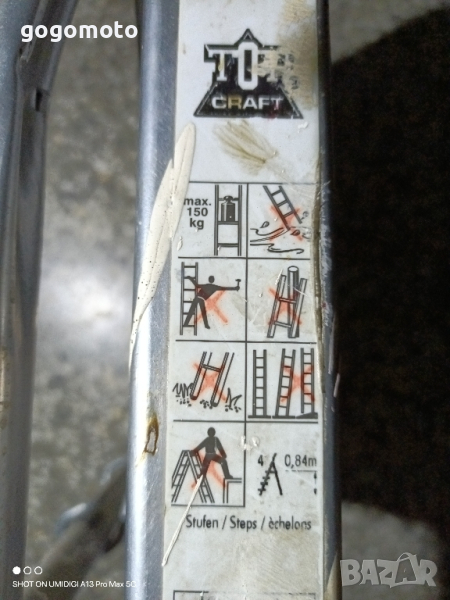 gogomoto
TOP
CRAFT
max.
150
kg
4 0,84m
Stufen / Steps / èchelons
SHOT ON UMIDIGI A13 Pro Max 5G
BAZAR